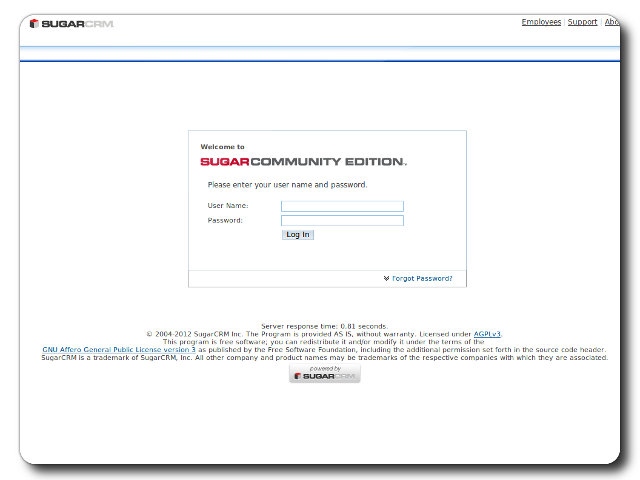 SUGARCRM
Employees | Support |
Welcome to
SUGARCOMMUNITY EDITION.
Please enter your user name and password.
User Name:
Password:
Log In
Forgot Password?
Server response time: 0.81 seconds.
© 2004-2012 SugarCRM Inc. The Program is provided AS IS, without warranty. Licensed under AGPLv3.
This program is free software; you can redistribute it and/or modify it under the terms of the
GNU Affero General Public License version 3 as published by the Free Software Foundation, including the additional permission set forth in the source code header.
SugarCRM is a trademark of SugarCRM, Inc. All other company and product names may be trademarks of the respective companies with which they are associated.
powered by
SUGARCRM